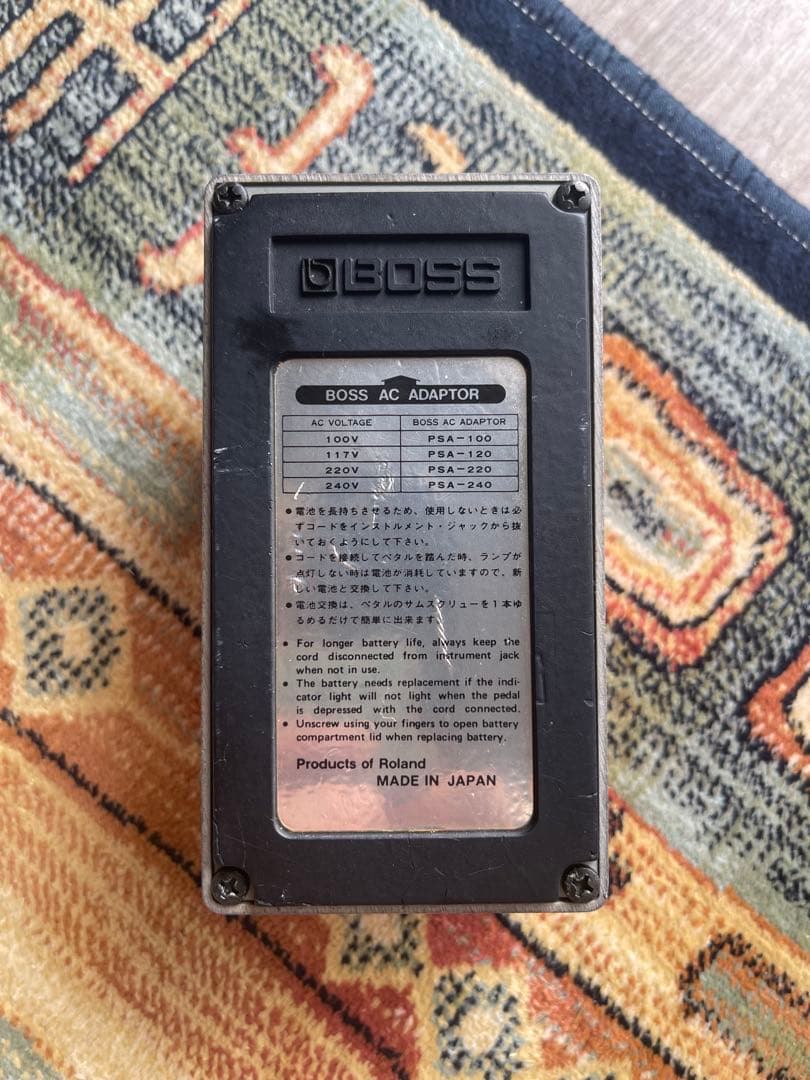 BOSS
BOSS AC ADAPTOR
AC VOLTAGE BOSS AC ADAPTOR
100V PSA-100
117V PSA-120
220V PSA-220
240V PSA-240
● 電池を長持ちさせるため、使用しないときは必
ずコードをインストルメント・ジャックから抜
いておくようにして下さい。
● コードを接続してペタルを踏んだ時、ランプが
点灯しない時は電池が消耗していますので、新
しい電池と交換して下さい。
● 電池交換は、ペタルのサムスクリューを1本ゆ
るめるだけで簡単に出来ます。
● For longer battery life, always keep the
cord disconnected from instrument jack
when not in use.
● The battery needs replacement if the indi-
cator light will not light when the pedal
is depressed with the cord connected.
● Unscrew using your fingers to open battery
compartment lid when replacing battery.
Products of Roland
MADE IN JAPAN